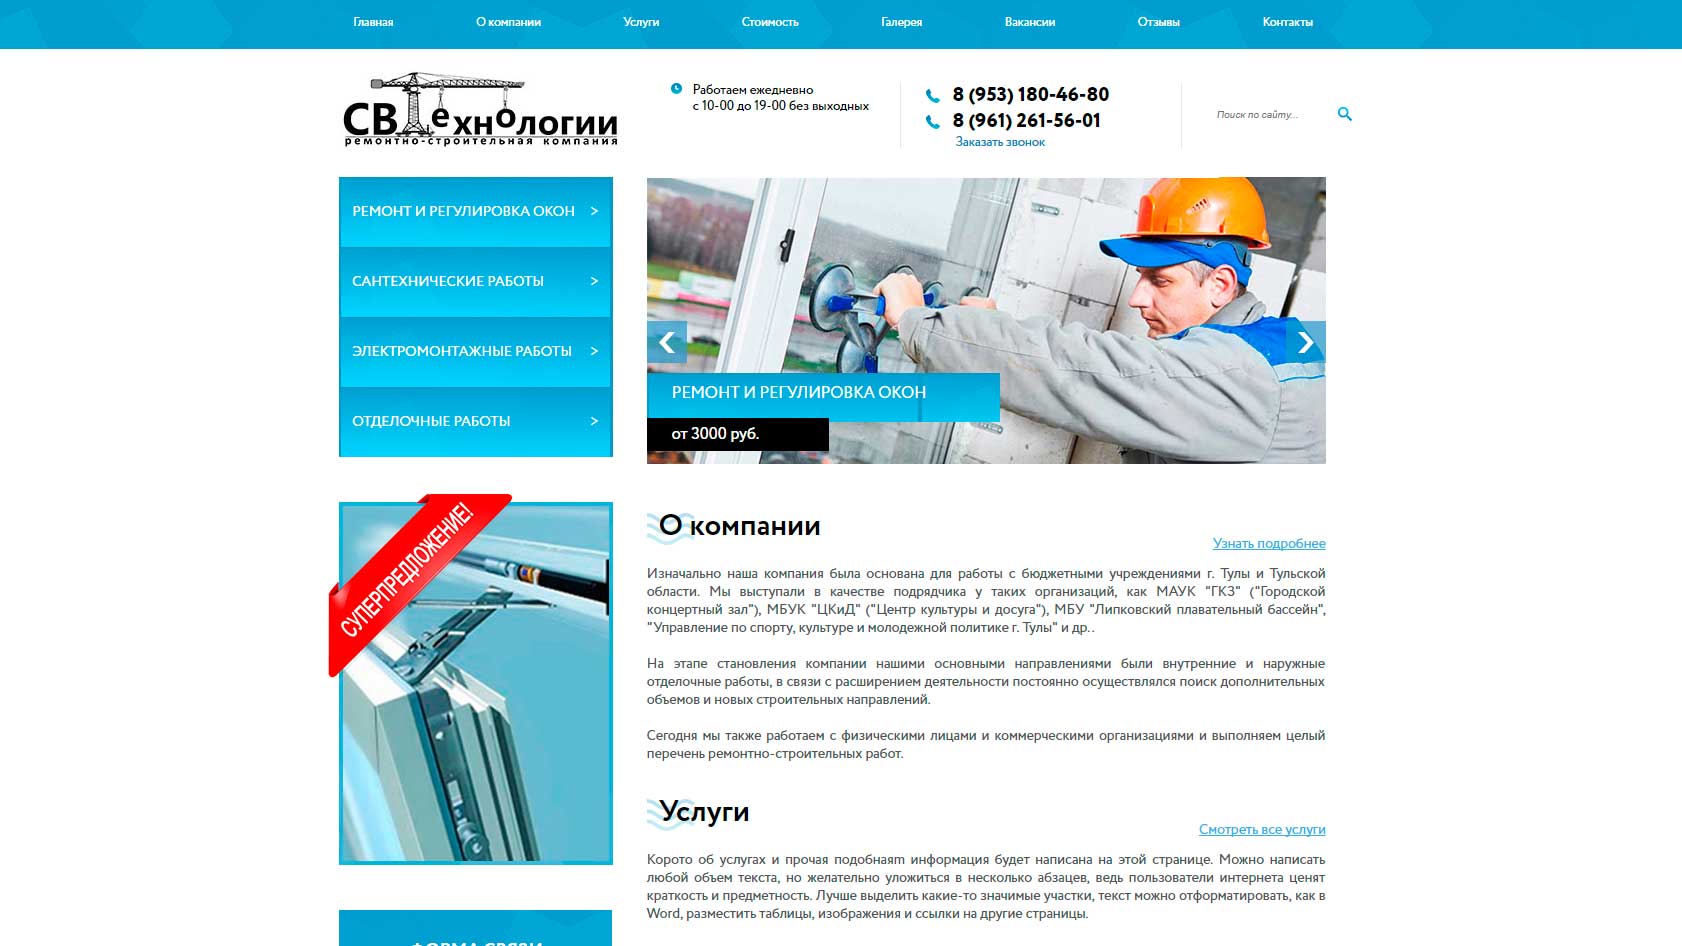 Главная О компании Услуги Стоимость Галерея Вакансии Отзывы Контакты
СВ Технологии
ремонтно-строительная компания
Работаем ежедневно
с 10-00 до 19-00 без выходных
8 (953) 180-46-80
8 (961) 261-56-01
Заказать звонок
Поиск по сайту...
РЕМОНТ И РЕГУЛИРОВКА ОКОН >
САНТЕХНИЧЕСКИЕ РАБОТЫ >
ЭЛЕКТРОМОНТАЖНЫЕ РАБОТЫ >
ОТДЕЛОЧНЫЕ РАБОТЫ >
РЕМОНТ И РЕГУЛИРОВКА ОКОН
от 3000 руб.
СУПЕРПРЕДЛОЖЕНИЕ!
О компании
Узнать подробнее
Изначально наша компания была основана для работы с бюджетными учреждениями г. Тулы и Тульской
области. Мы выступали в качестве подрядчика у таких организаций, как МАУК "ГКЗ" ("Городской
концертный зал"), МБУК "ЦКиД" ("Центр культуры и досуга"), МБУ "Липковский плавательный бассейн",
"Управление по спорту, культуре и молодежной политике г. Тулы" и др..
На этапе становления компании нашими основными направлениями были внутренние и наружные
отделочные работы, в связи с расширением деятельности постоянно осуществлялся поиск дополнительных
объемов и новых строительных направлений.
Сегодня мы также работаем с физическими лицами и коммерческими организациями и выполняем целый
перечень ремонтно-строительных работ.
Услуги
Смотреть все услуги
Корото об услугах и прочая подобнаяm информация будет написана на этой странице. Можно написать
любой объем текста, но желательно уложиться в несколько абзацев, ведь пользователи интернета ценят
краткость и предметность. Лучше выделить какие-то значимые участки, текст можно отформатировать, как в
Word, разместить таблицы, изображения и ссылки на другие страницы.
ФОРМА СВЯЗИ